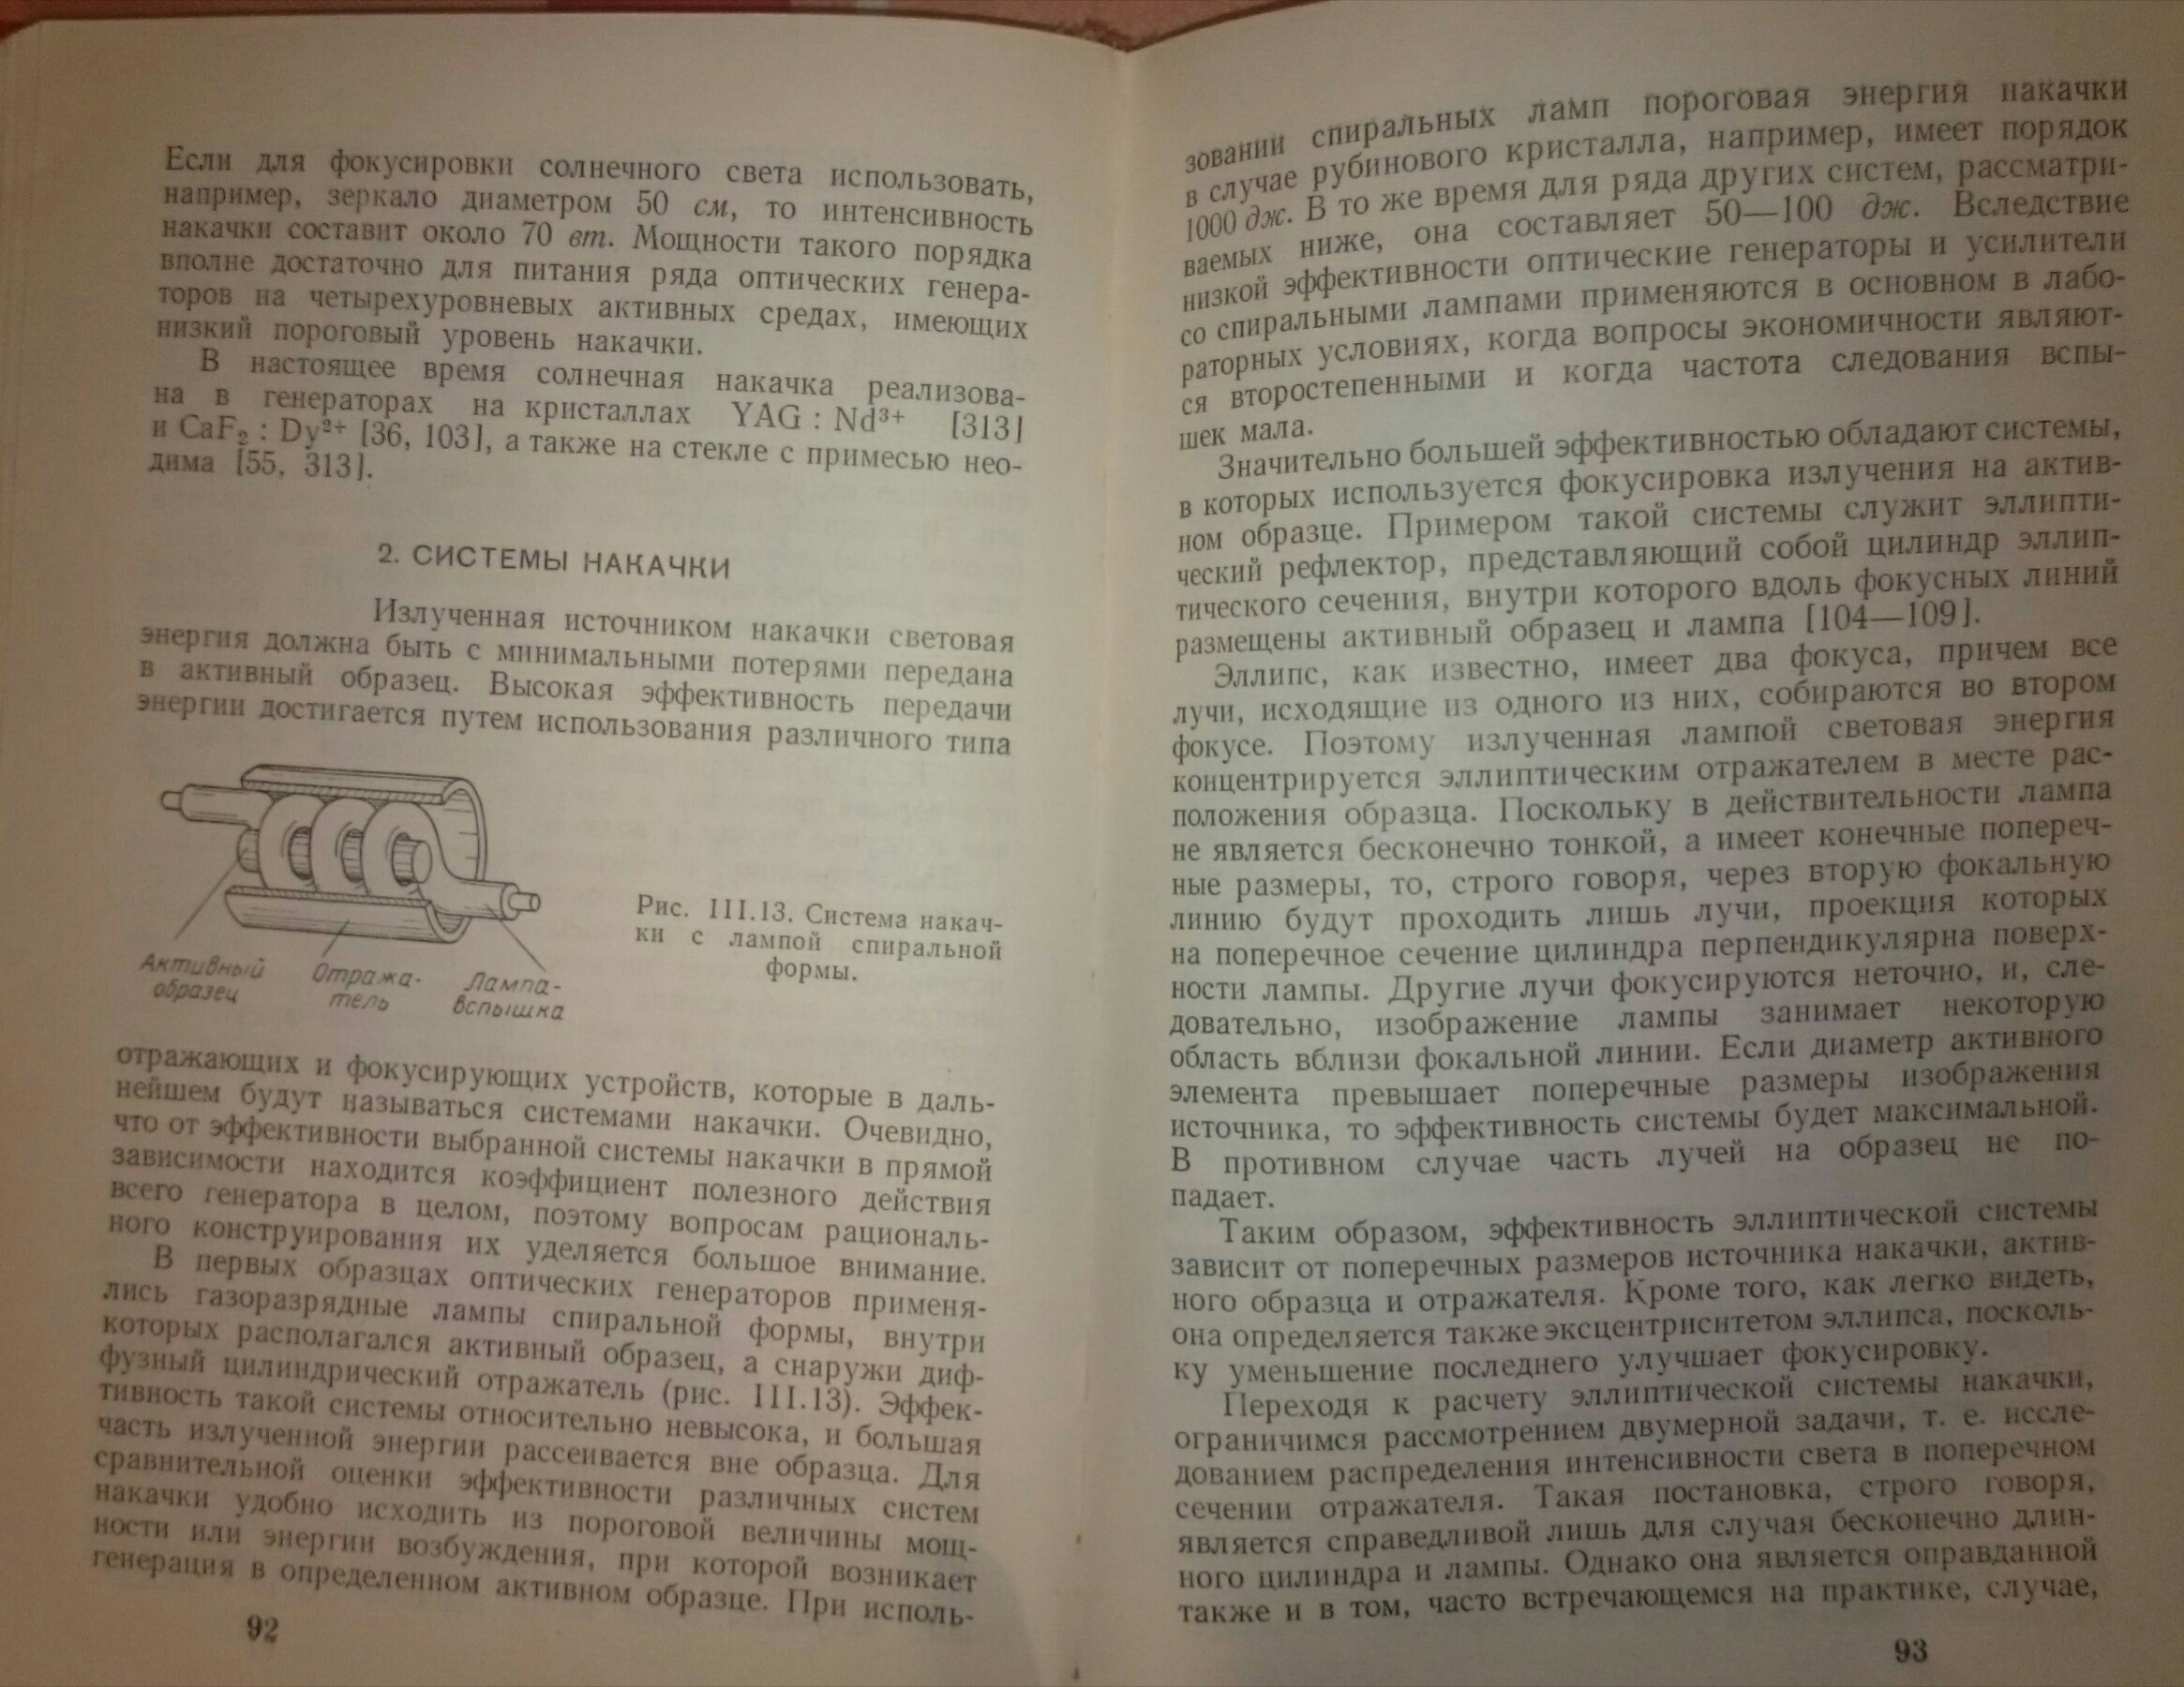 Если для фокусировки солнечного света использовать,
например, зеркало диаметром 50 см, то интенсивность
накачки составит около 70 вт. Мощности такого порядка
вполне достаточно для питания ряда оптических генера-
торов на четырехуровневых активных средах, имеющих
низкий пороговый уровень накачки.
В настоящее время солнечная накачка реализова-
на в генераторах на кристаллах YAG : Nd³⁺ [313]
и CaF₂ : Dy²⁺ [36, 103], а также на стекле с примесью нео-
дима [55, 313].
2. СИСТЕМЫ НАКАЧКИ
Излученная источником накачки световая
энергия должна быть с минимальными потерями передана
в активный образец. Высокая эффективность передачи
энергии достигается путем использования различного типа
Активный
образец
Отража-
тель
Лампа-
вспышка
Рис. III.13. Система накач-
ки с лампой спиральной
формы.
отражающих и фокусирующих устройств, которые в даль-
нейшем будут называться системами накачки. Очевидно,
что от эффективности выбранной системы накачки в прямой
зависимости находится коэффициент полезного действия
всего генератора в целом, поэтому вопросам рациональ-
ного конструирования их уделяется большое внимание.
В первых образцах оптических генераторов применя-
лись газоразрядные лампы спиральной формы, внутри
которых располагался активный образец, а снаружи диф-
фузный цилиндрический отражатель (рис. III.13). Эффек-
тивность такой системы относительно невысока, и большая
часть излученной энергии рассеивается вне образца. Для
сравнительной оценки эффективности различных систем
накачки удобно исходить из пороговой величины мощ-
ности или энергии возбуждения, при которой возникает
генерация в определенном активном образце. При исполь-
92
зовании спиральных ламп пороговая энергия накачки
в случае рубинового кристалла, например, имеет порядок
1000 дж. В то же время для ряда других систем, рассматри-
ваемых ниже, она составляет 50—100 дж. Вследствие
низкой эффективности оптические генераторы и усилители
со спиральными лампами применяются в основном в лабо-
раторных условиях, когда вопросы экономичности являют-
ся второстепенными и когда частота следования вспы-
шек мала.
Значительно большей эффективностью обладают системы,
в которых используется фокусировка излучения на актив-
ном образце. Примером такой системы служит эллипти-
ческий рефлектор, представляющий собой цилиндр эллип-
тического сечения, внутри которого вдоль фокусных линий
размещены активный образец и лампа [104—109].
Эллипс, как известно, имеет два фокуса, причем все
лучи, исходящие из одного из них, собираются во втором
фокусе. Поэтому излученная лампой световая энергия
концентрируется эллиптическим отражателем в месте рас-
положения образца. Поскольку в действительности лампа
не является бесконечно тонкой, а имеет конечные попереч-
ные размеры, то, строго говоря, через вторую фокальную
линию будут проходить лишь лучи, проекция которых
на поперечное сечение цилиндра перпендикулярна поверх-
ности лампы. Другие лучи фокусируются неточно, и, сле-
довательно, изображение лампы занимает некоторую
область вблизи фокальной линии. Если диаметр активного
элемента превышает поперечные размеры изображения
источника, то эффективность системы будет максимальной.
В противном случае часть лучей на образец не по-
падает.
Таким образом, эффективность эллиптической системы
зависит от поперечных размеров источника накачки, актив-
ного образца и отражателя. Кроме того, как легко видеть,
она определяется также эксцентриситетом эллипса, посколь-
ку уменьшение последнего улучшает фокусировку.
Переходя к расчету эллиптической системы накачки,
ограничимся рассмотрением двумерной задачи, т. е. иссле-
дованием распределения интенсивности света в поперечном
сечении отражателя. Такая постановка, строго говоря,
является справедливой лишь для случая бесконечно длин-
ного цилиндра и лампы. Однако она является оправданной
также и в том, часто встречающемся на практике, случае,
93